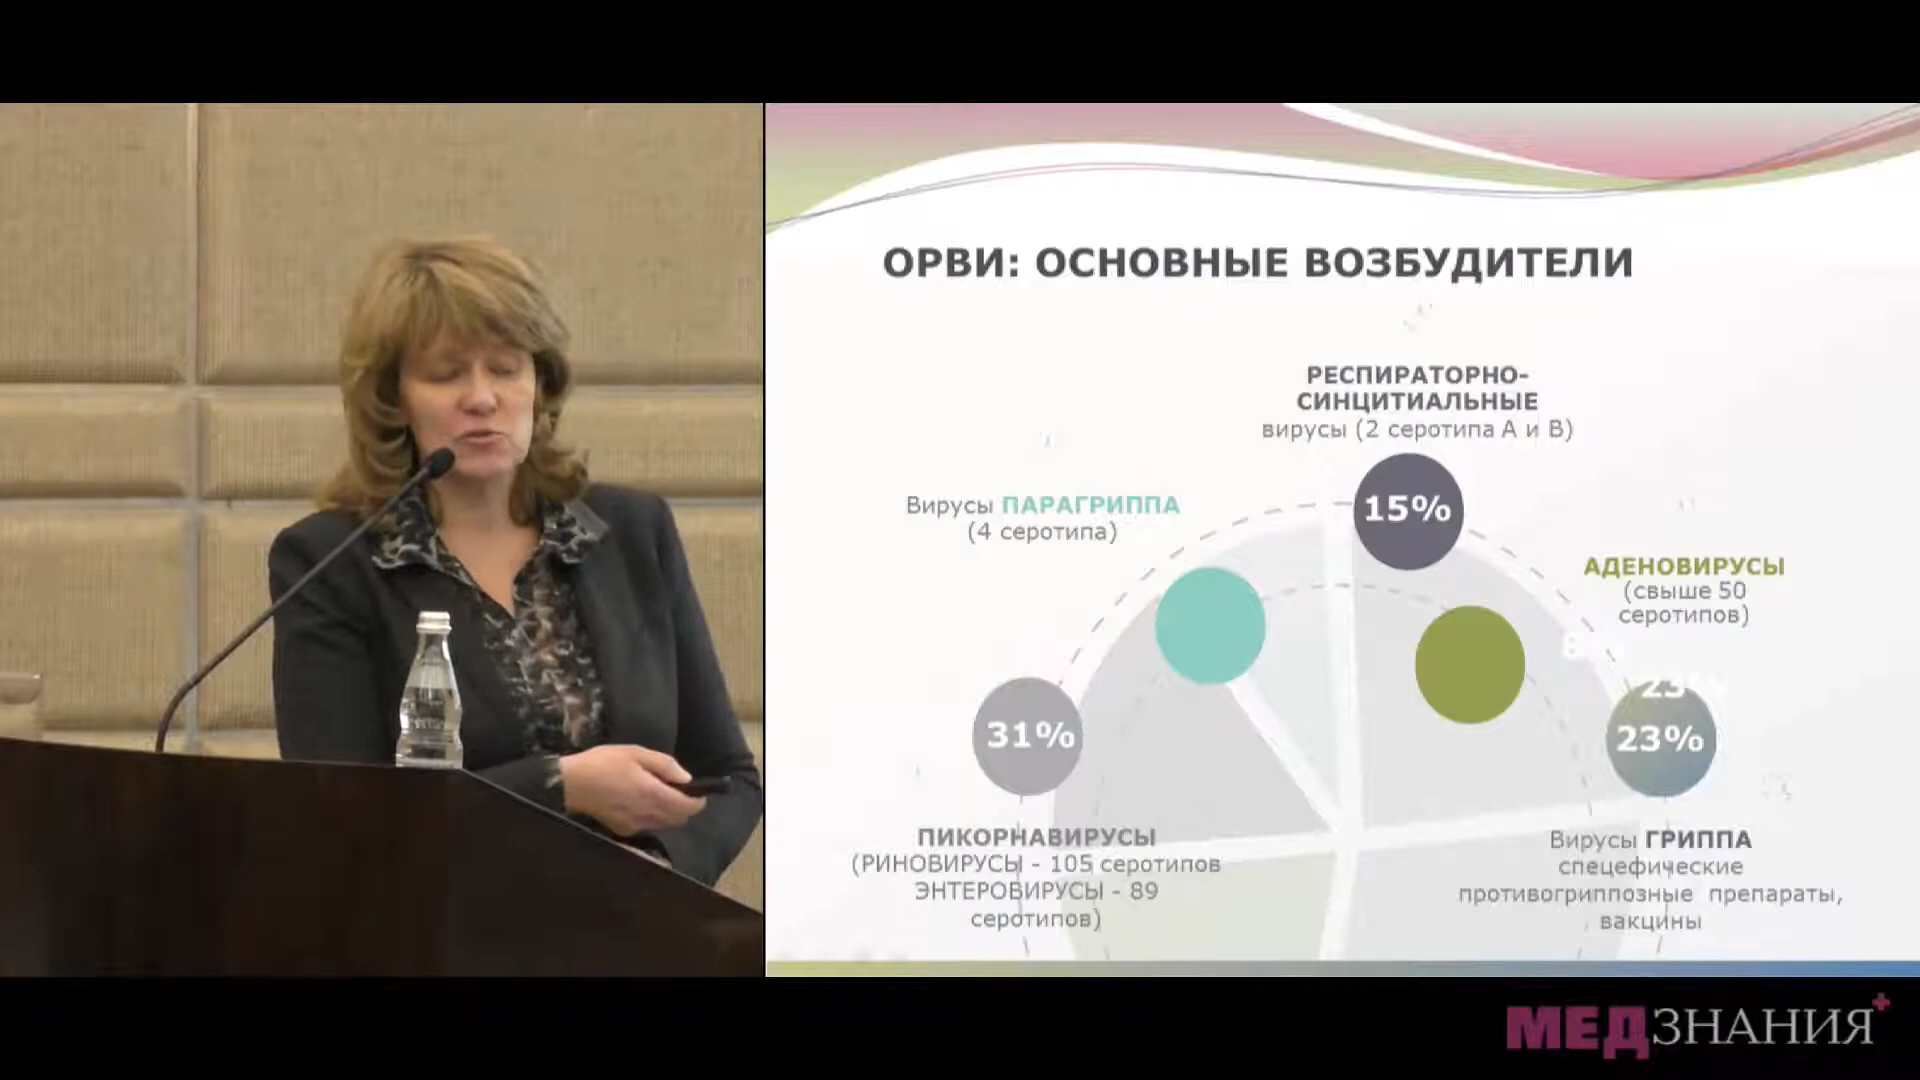 ОРВИ: ОСНОВНЫЕ ВОЗБУДИТЕЛИ
РЕСПИРАТОРНО-
СИНЦИТИАЛЬНЫЕ
вирусы (2 серотипа А и В)
15%
Вирусы ПАРАГРИППА
(4 серотипа)
АДЕНОВИРУСЫ
(свыше 50
серотипов)
23%
31%
23%
ПИКОРНАВИРУСЫ
(РИНОВИРУСЫ - 105 серотипов
ЭНТЕРОВИРУСЫ - 89
серотипов)
Вирусы ГРИППА
спецефические
противогриппозные препараты,
вакцины
МЕДЗНАНИЯ+